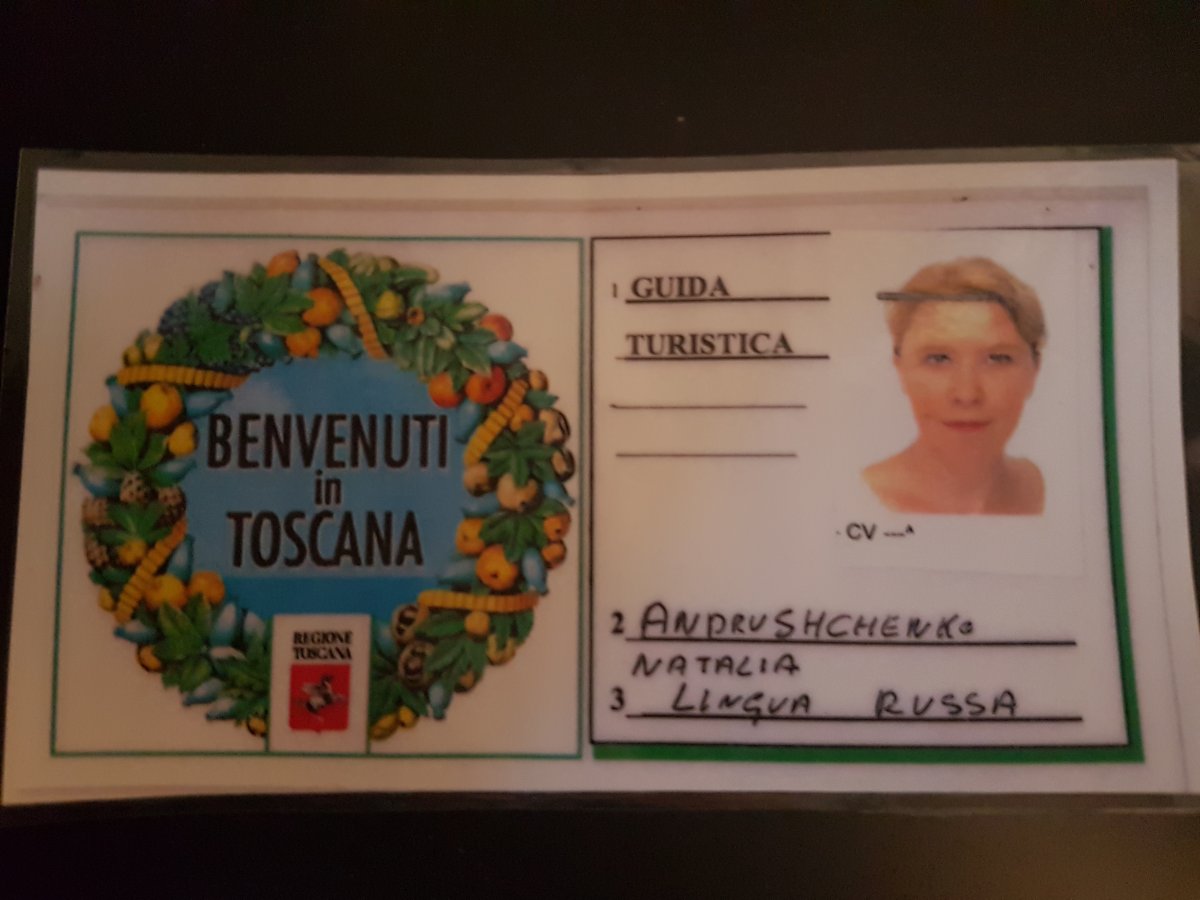 BENVENUTI
in
TOSCANA
REGIONE
TOSCANA
1 GUIDA
TURISTICA
CV
2 ANDRUSHCHENKO
NATALIA
3 LINGUA RUSSA